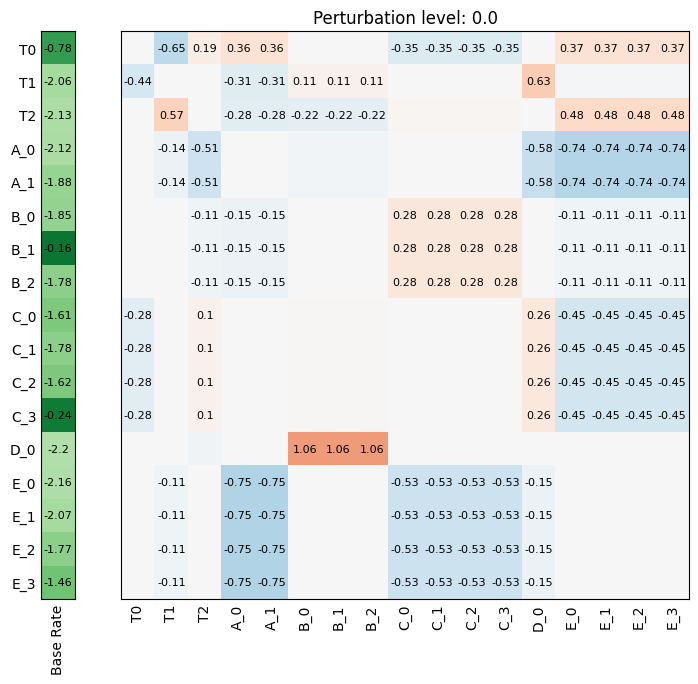 Perturbation level: 0.0
T0 -0.78 -0.65 0.19 0.36 0.36 -0.35 -0.35 -0.35 -0.35 0.37 0.37 0.37 0.37
T1 -2.06 -0.44 -0.31 -0.31 0.11 0.11 0.11 0.63
T2 -2.13 0.57 -0.28 -0.28 -0.22 -0.22 -0.22 0.48 0.48 0.48 0.48
A_0 -2.12 -0.14 -0.51 -0.58 -0.74 -0.74 -0.74 -0.74
A_1 -1.88 -0.14 -0.51 -0.58 -0.74 -0.74 -0.74 -0.74
B_0 -1.85 -0.11 -0.15 -0.15 0.28 0.28 0.28 0.28 -0.11 -0.11 -0.11 -0.11
B_1 -0.16 -0.11 -0.15 -0.15 0.28 0.28 0.28 0.28 -0.11 -0.11 -0.11 -0.11
B_2 -1.78 -0.11 -0.15 -0.15 0.28 0.28 0.28 0.28 -0.11 -0.11 -0.11 -0.11
C_0 -1.61 -0.28 0.1 0.26 -0.45 -0.45 -0.45 -0.45
C_1 -1.78 -0.28 0.1 0.26 -0.45 -0.45 -0.45 -0.45
C_2 -1.62 -0.28 0.1 0.26 -0.45 -0.45 -0.45 -0.45
C_3 -0.24 -0.28 0.1 0.26 -0.45 -0.45 -0.45 -0.45
D_0 -2.2 1.06 1.06 1.06
E_0 -2.16 -0.11 -0.75 -0.75 -0.53 -0.53 -0.53 -0.53 -0.15
E_1 -2.07 -0.11 -0.75 -0.75 -0.53 -0.53 -0.53 -0.53 -0.15
E_2 -1.77 -0.11 -0.75 -0.75 -0.53 -0.53 -0.53 -0.53 -0.15
E_3 -1.46 -0.11 -0.75 -0.75 -0.53 -0.53 -0.53 -0.53 -0.15
Base Rate T0 T1 T2 A_0 A_1 B_0 B_1 B_2 C_0 C_1 C_2 C_3 D_0 E_0 E_1 E_2 E_3